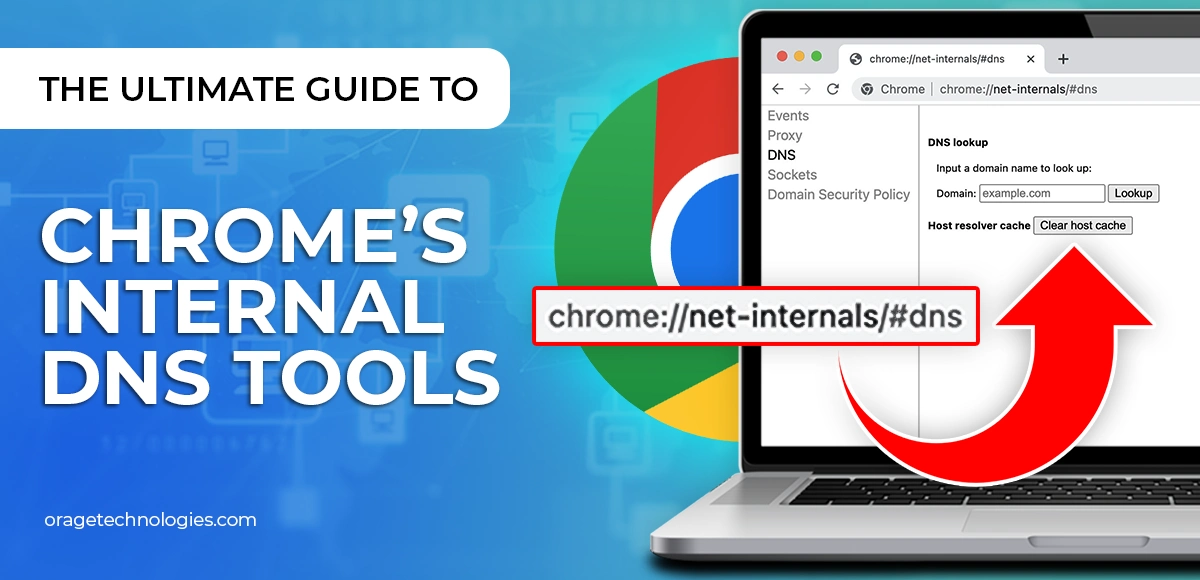 THE ULTIMATE GUIDE TO
CHROME'S
INTERNAL
DNS TOOLS
oragetechnologies.com
chrome://net-internals/#dns
Chrome | chrome://net-internals/#dns
Events
Proxy
DNS
Sockets
Domain Security Policy
DNS lookup
Input a domain name to look up:
Domain: example.com Lookup
Host resolver cache Clear host cache
chrome://net-internals/#dns